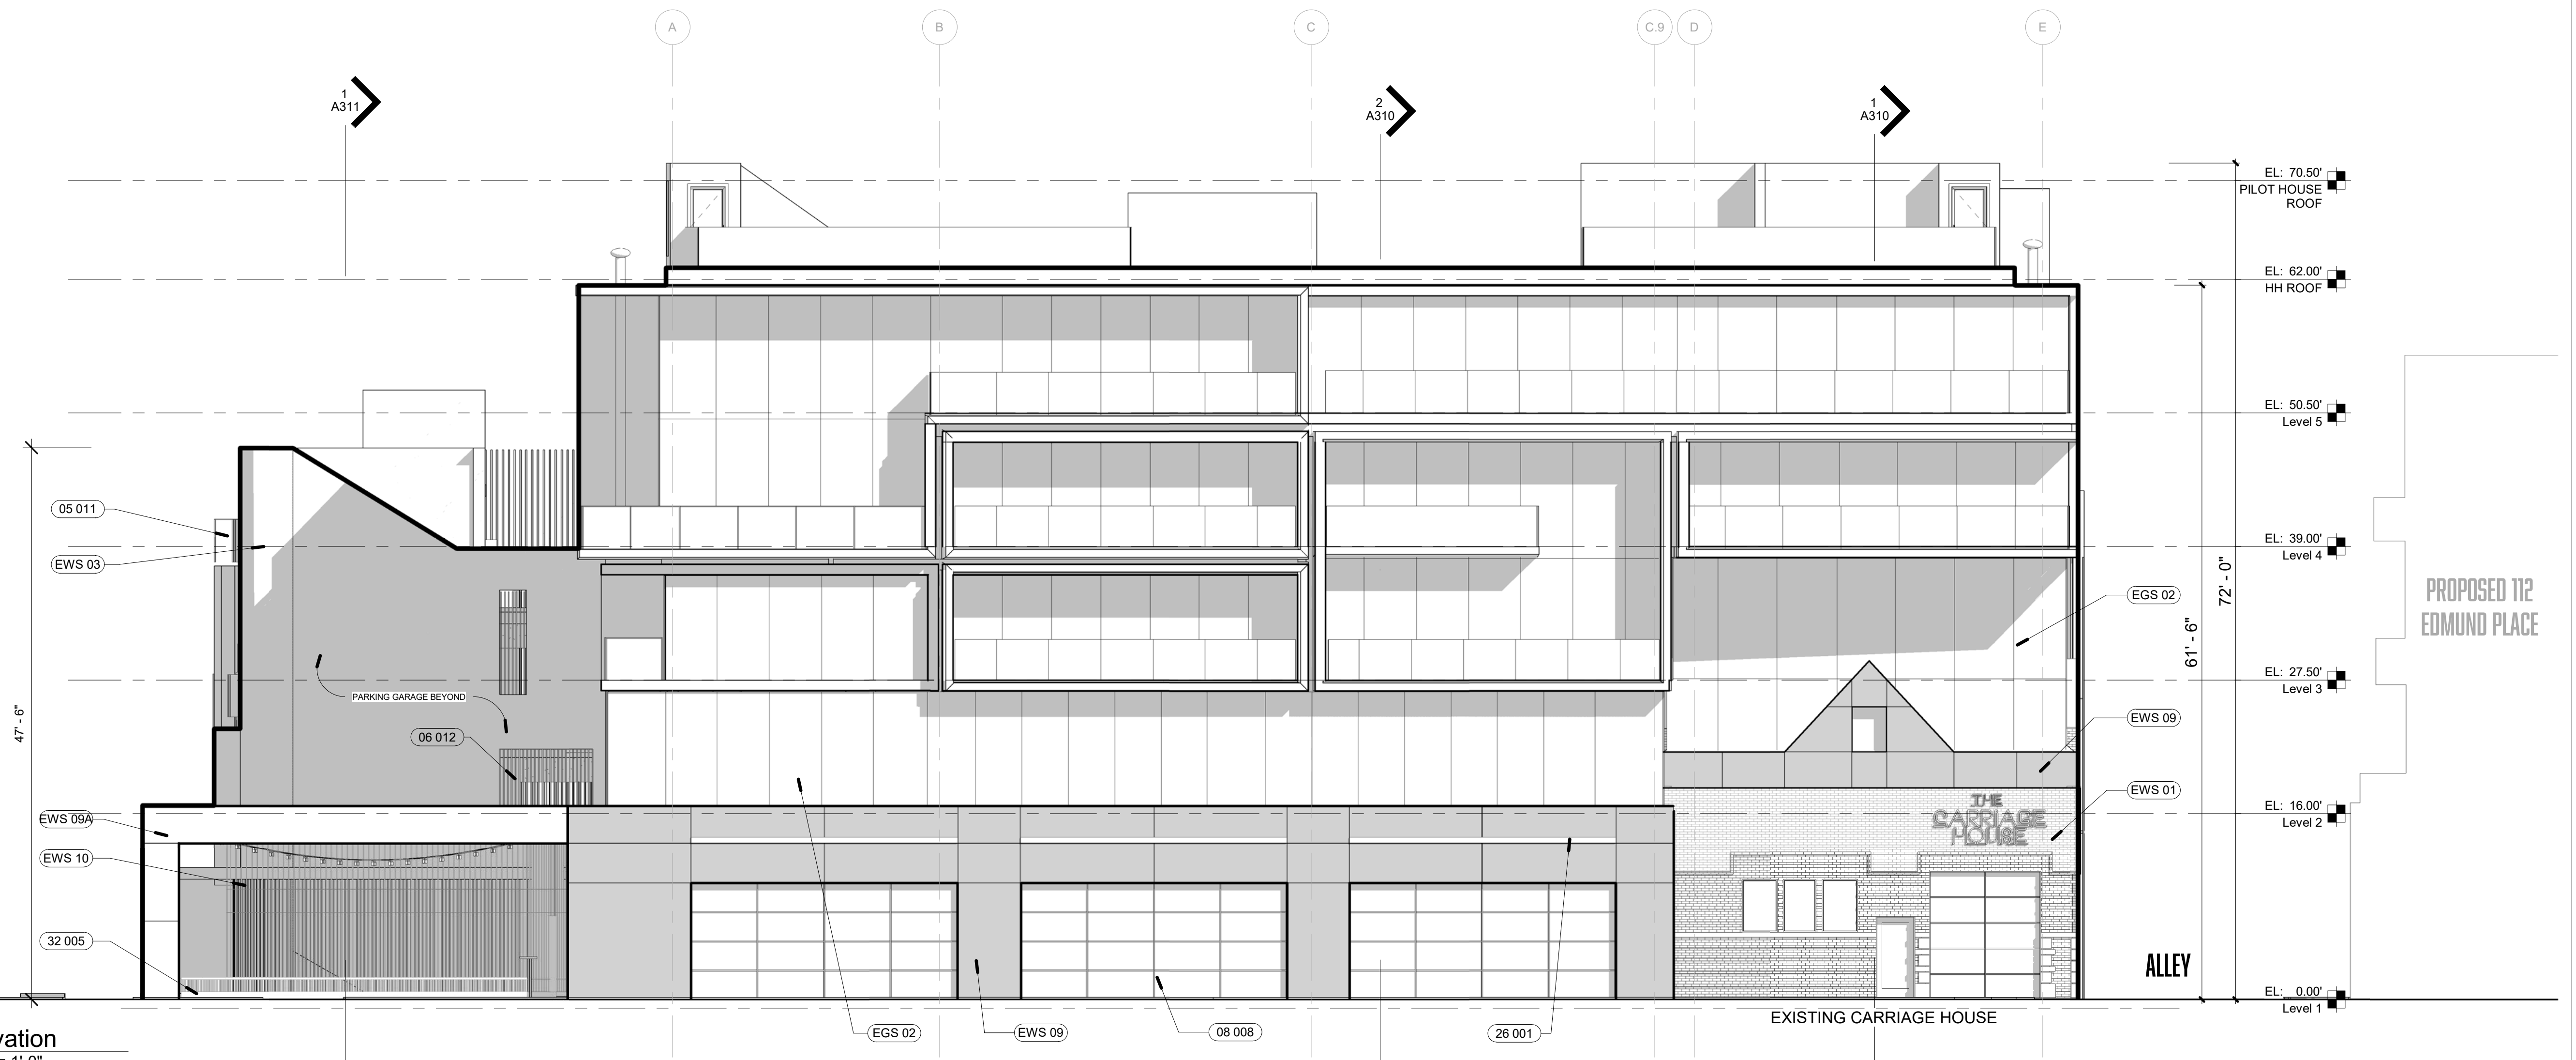 A
B
C
C.9
D
E
1
A311
2
A310
1
A310
EL: 70.50'
PILOT HOUSE
ROOF
EL: 62.00'
HH ROOF
EL: 50.50'
Level 5
05 011
EWS 03
EL: 39.00'
Level 4
72' - 0"
61' - 6"
PROPOSED 112
EDMUND PLACE
EGS 02
47' - 6"
PARKING GARAGE BEYOND
EL: 27.50'
Level 3
06 012
EWS 09
EWS 01
THE
CARRIAGE
HOUSE
EL: 16.00'
Level 2
EWS 09A
EWS 10
32 005
ALLEY
EL: 0.00'
Level 1
EXISTING CARRIAGE HOUSE
EGS 02
EWS 09
08 008
26 001